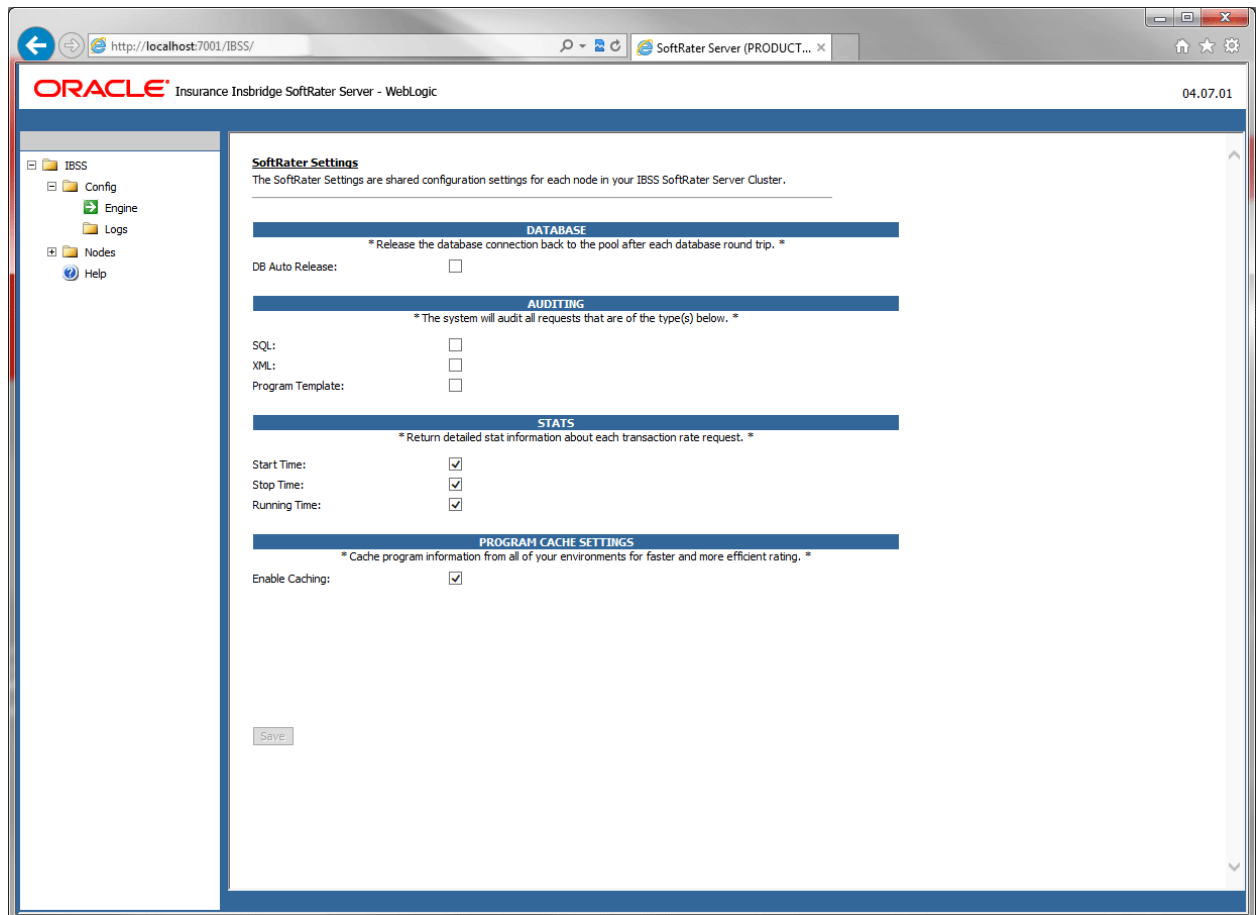 http://localhost:7001/IBSS/
SoftRater Server (PRODUCT...
ORACLE Insurance Insbridge SoftRater Server - WebLogic
04.07.01
IBSS
Config
Engine
Logs
Nodes
Help
SoftRater Settings
The SoftRater Settings are shared configuration settings for each node in your IBSS SoftRater Server Cluster.
DATABASE
* Release the database connection back to the pool after each database round trip. *
DB Auto Release:
AUDITING
* The system will audit all requests that are of the type(s) below. *
SQL:
XML:
Program Template:
STATS
* Return detailed stat information about each transaction rate request. *
Start Time:
Stop Time:
Running Time:
PROGRAM CACHE SETTINGS
* Cache program information from all of your environments for faster and more efficient rating. *
Enable Caching:
Save